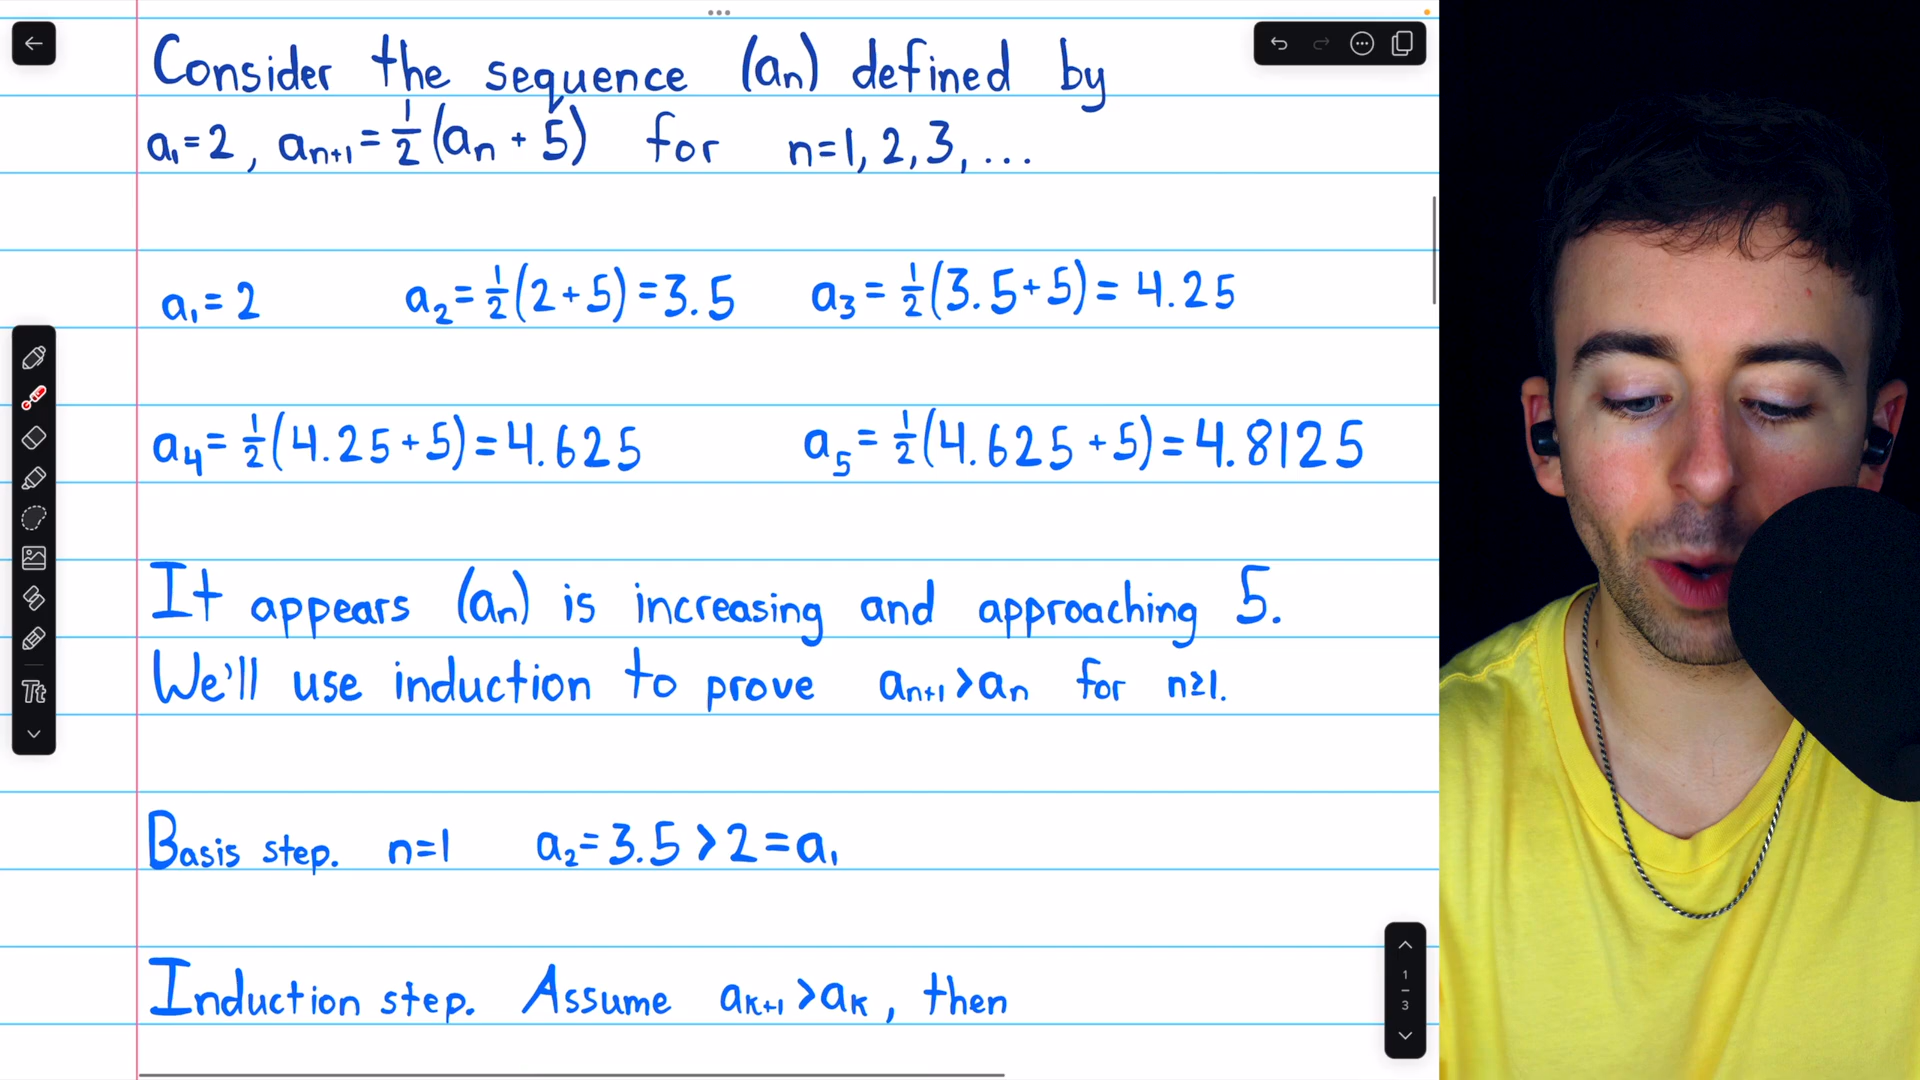 Consider the sequence (aₙ) defined by
a₁=2, aₙ₊₁=½(aₙ + 5) for n=1, 2, 3, ...
a₁=2 a₂=½(2+5)=3.5 a₃=½(3.5+5)=4.25
a₄=½(4.25+5)=4.625 a₅=½(4.625+5)=4.8125
It appears (aₙ) is increasing and approaching 5.
We'll use induction to prove aₙ₊₁>aₙ for n≥1.
Basis step. n=1 a₂=3.5>2=a₁
Induction step. Assume aₖ₊₁>aₖ, then
Tt
1
–
3